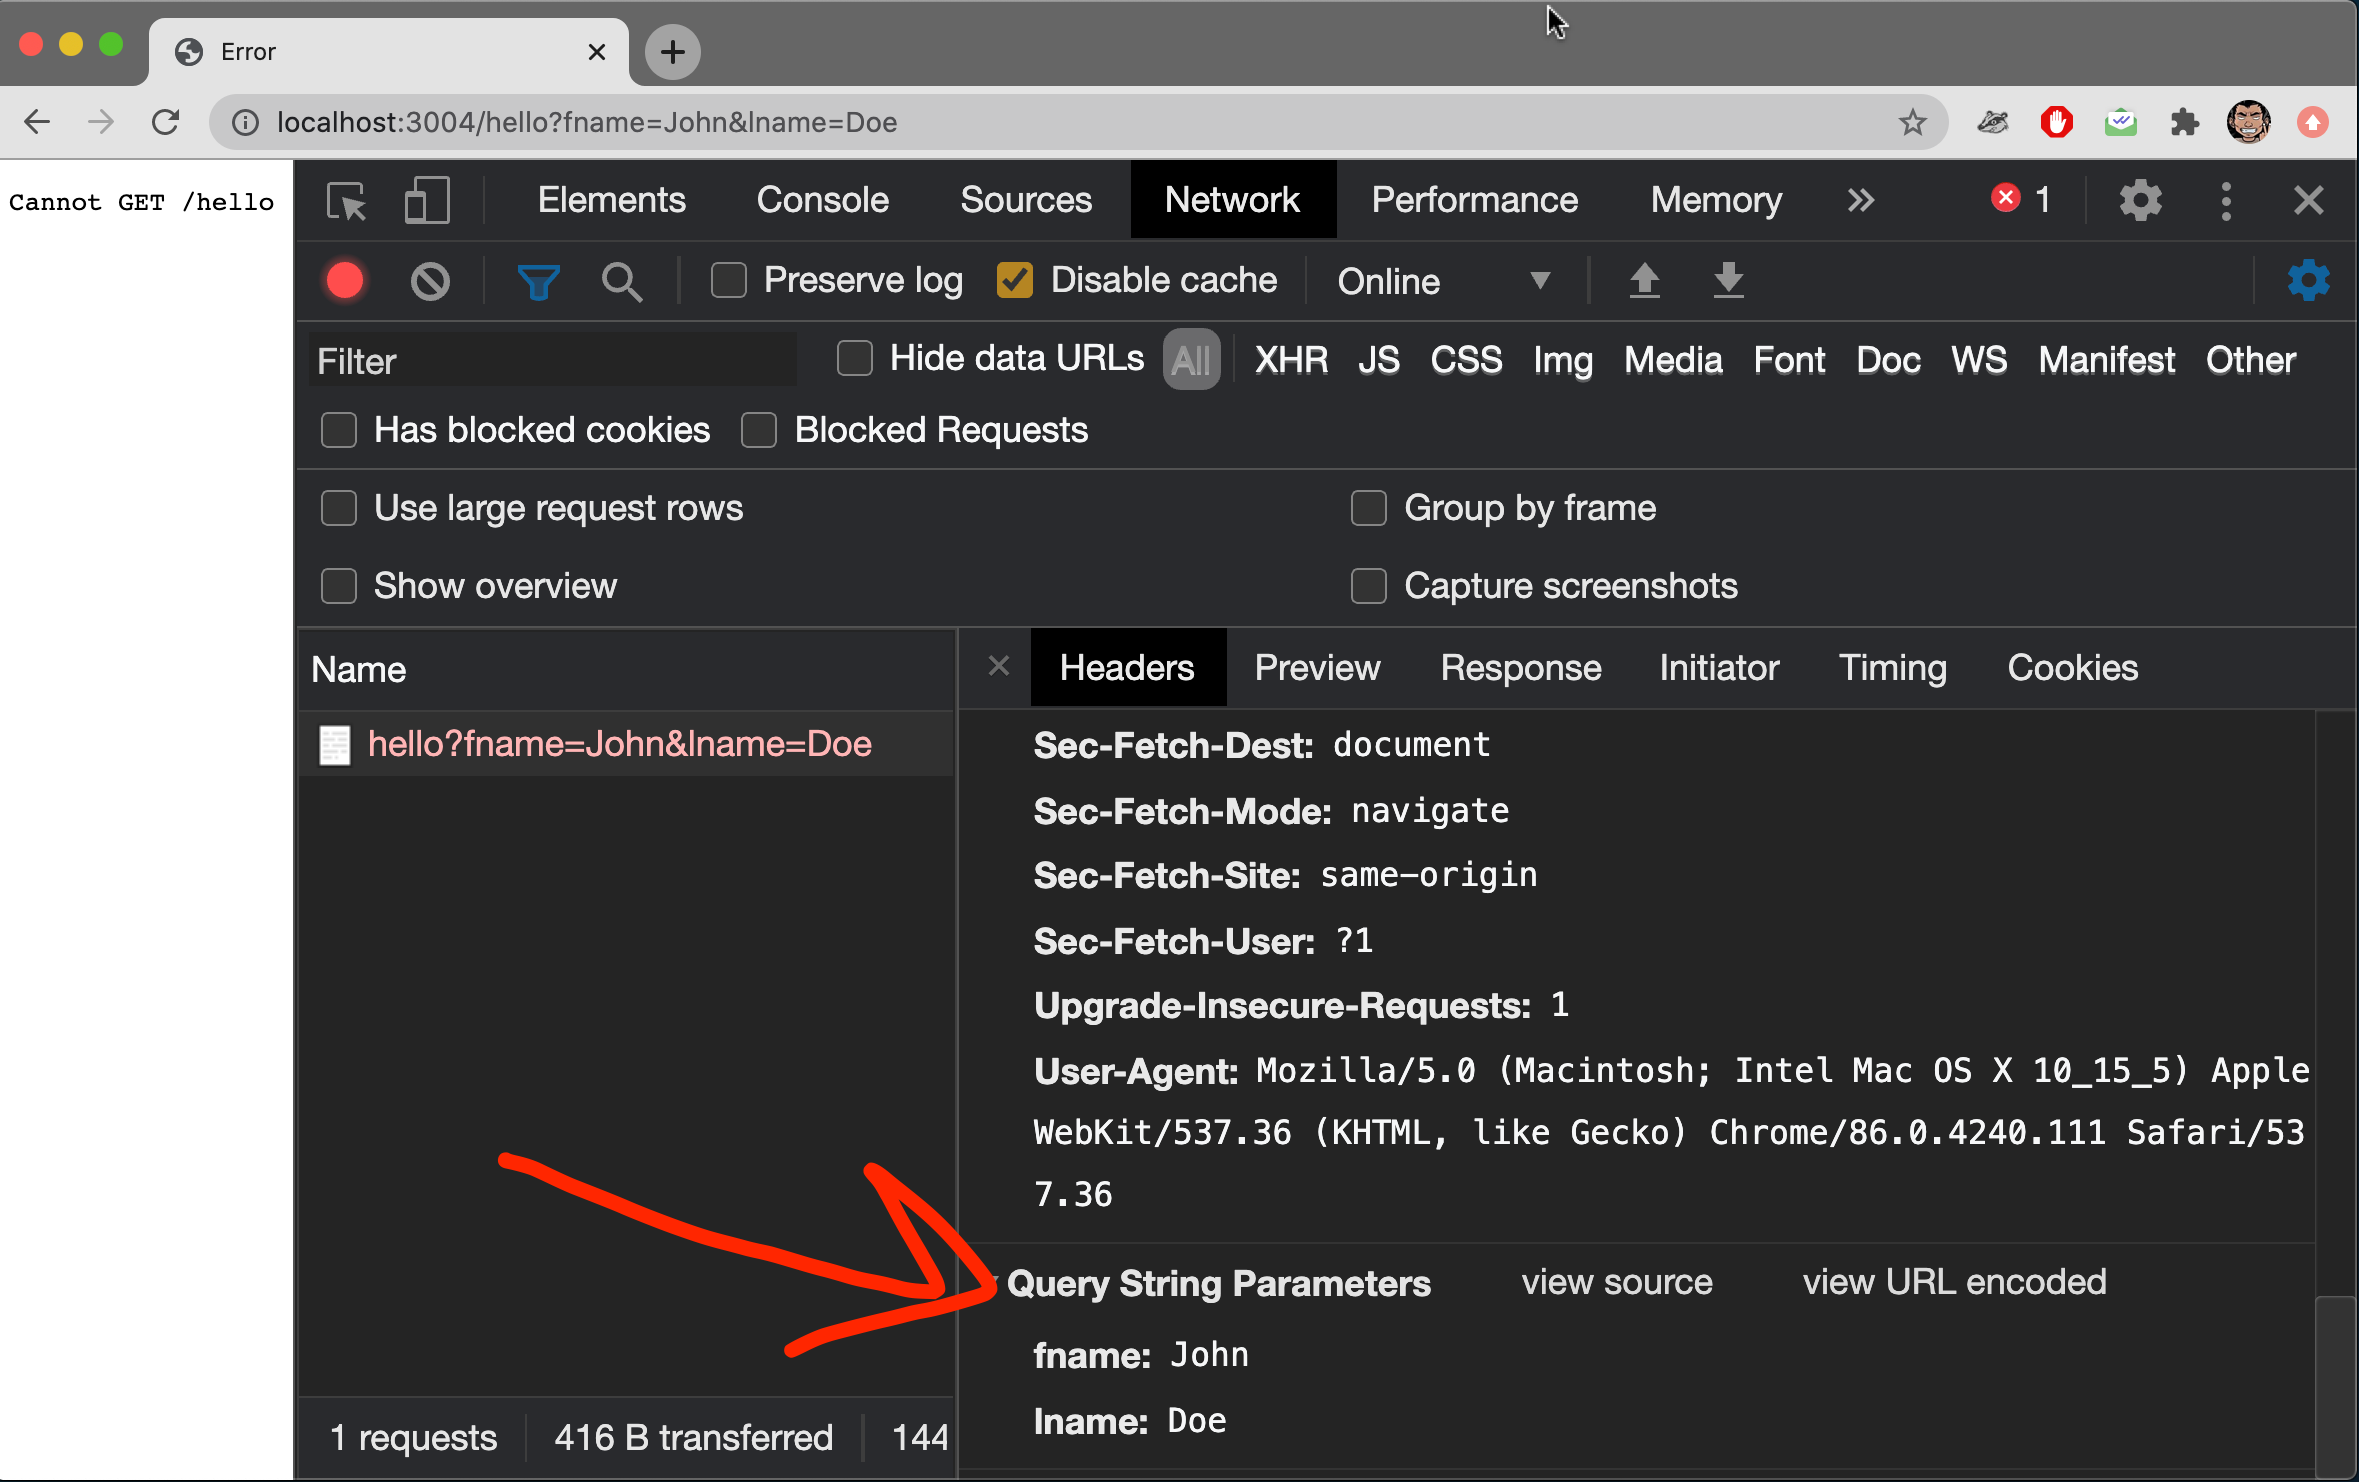 Error
localhost:3004/hello?fname=John&lname=Doe
Cannot GET /hello
Elements Console Sources Network Performance Memory 1
Preserve log Disable cache Online
Filter Hide data URLs All XHR JS CSS Img Media Font Doc WS Manifest Other
Has blocked cookies Blocked Requests
Use large request rows Group by frame
Show overview Capture screenshots
Name
hello?fname=John&lname=Doe
1 requests 416 B transferred 144
Headers Preview Response Initiator Timing Cookies
Sec-Fetch-Dest: document
Sec-Fetch-Mode: navigate
Sec-Fetch-Site: same-origin
Sec-Fetch-User: ?1
Upgrade-Insecure-Requests: 1
User-Agent: Mozilla/5.0 (Macintosh; Intel Mac OS X 10_15_5) Apple
WebKit/537.36 (KHTML, like Gecko) Chrome/86.0.4240.111 Safari/53
7.36
Query String Parameters view source view URL encoded
fname: John
lname: Doe